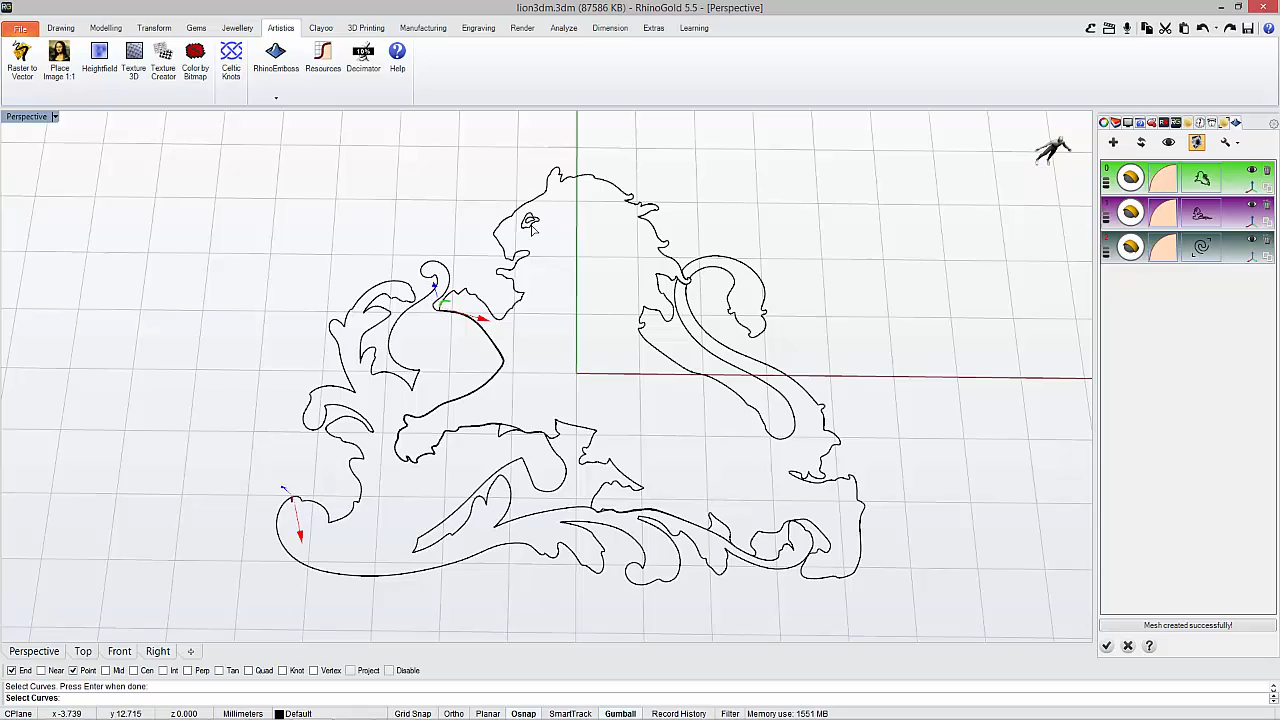 RG
lion3dm.3dm (87586 KB) - RhinoGold 5.5 - [Perspective]
File Drawing Transform Modelling Gems Jewellery Artistics Clayoo 3D Printing Manufacturing Engraving Render Analyze Dimension Extras Learning
Raster to Vector
Place Image 1:1
Heightfield
Texture 3D
Texture Creator
Color by Bitmap
Celtic Knots
RhinoEmboss
Resources
10%
Decimator
Help
Perspective
Mesh created successfully!
Perspective Top Front Right
End Near Point Mid Cen Int Perp Tan Quad Knot Vertex Project Disable
Select Curves. Press Enter when done:
Select Curves:
CPlane x -3.739 y 12.715 z 0.000 Millimeters Default Grid Snap Ortho Planar Osnap SmartTrack Gumball Record History Filter Memory use: 1551 MB